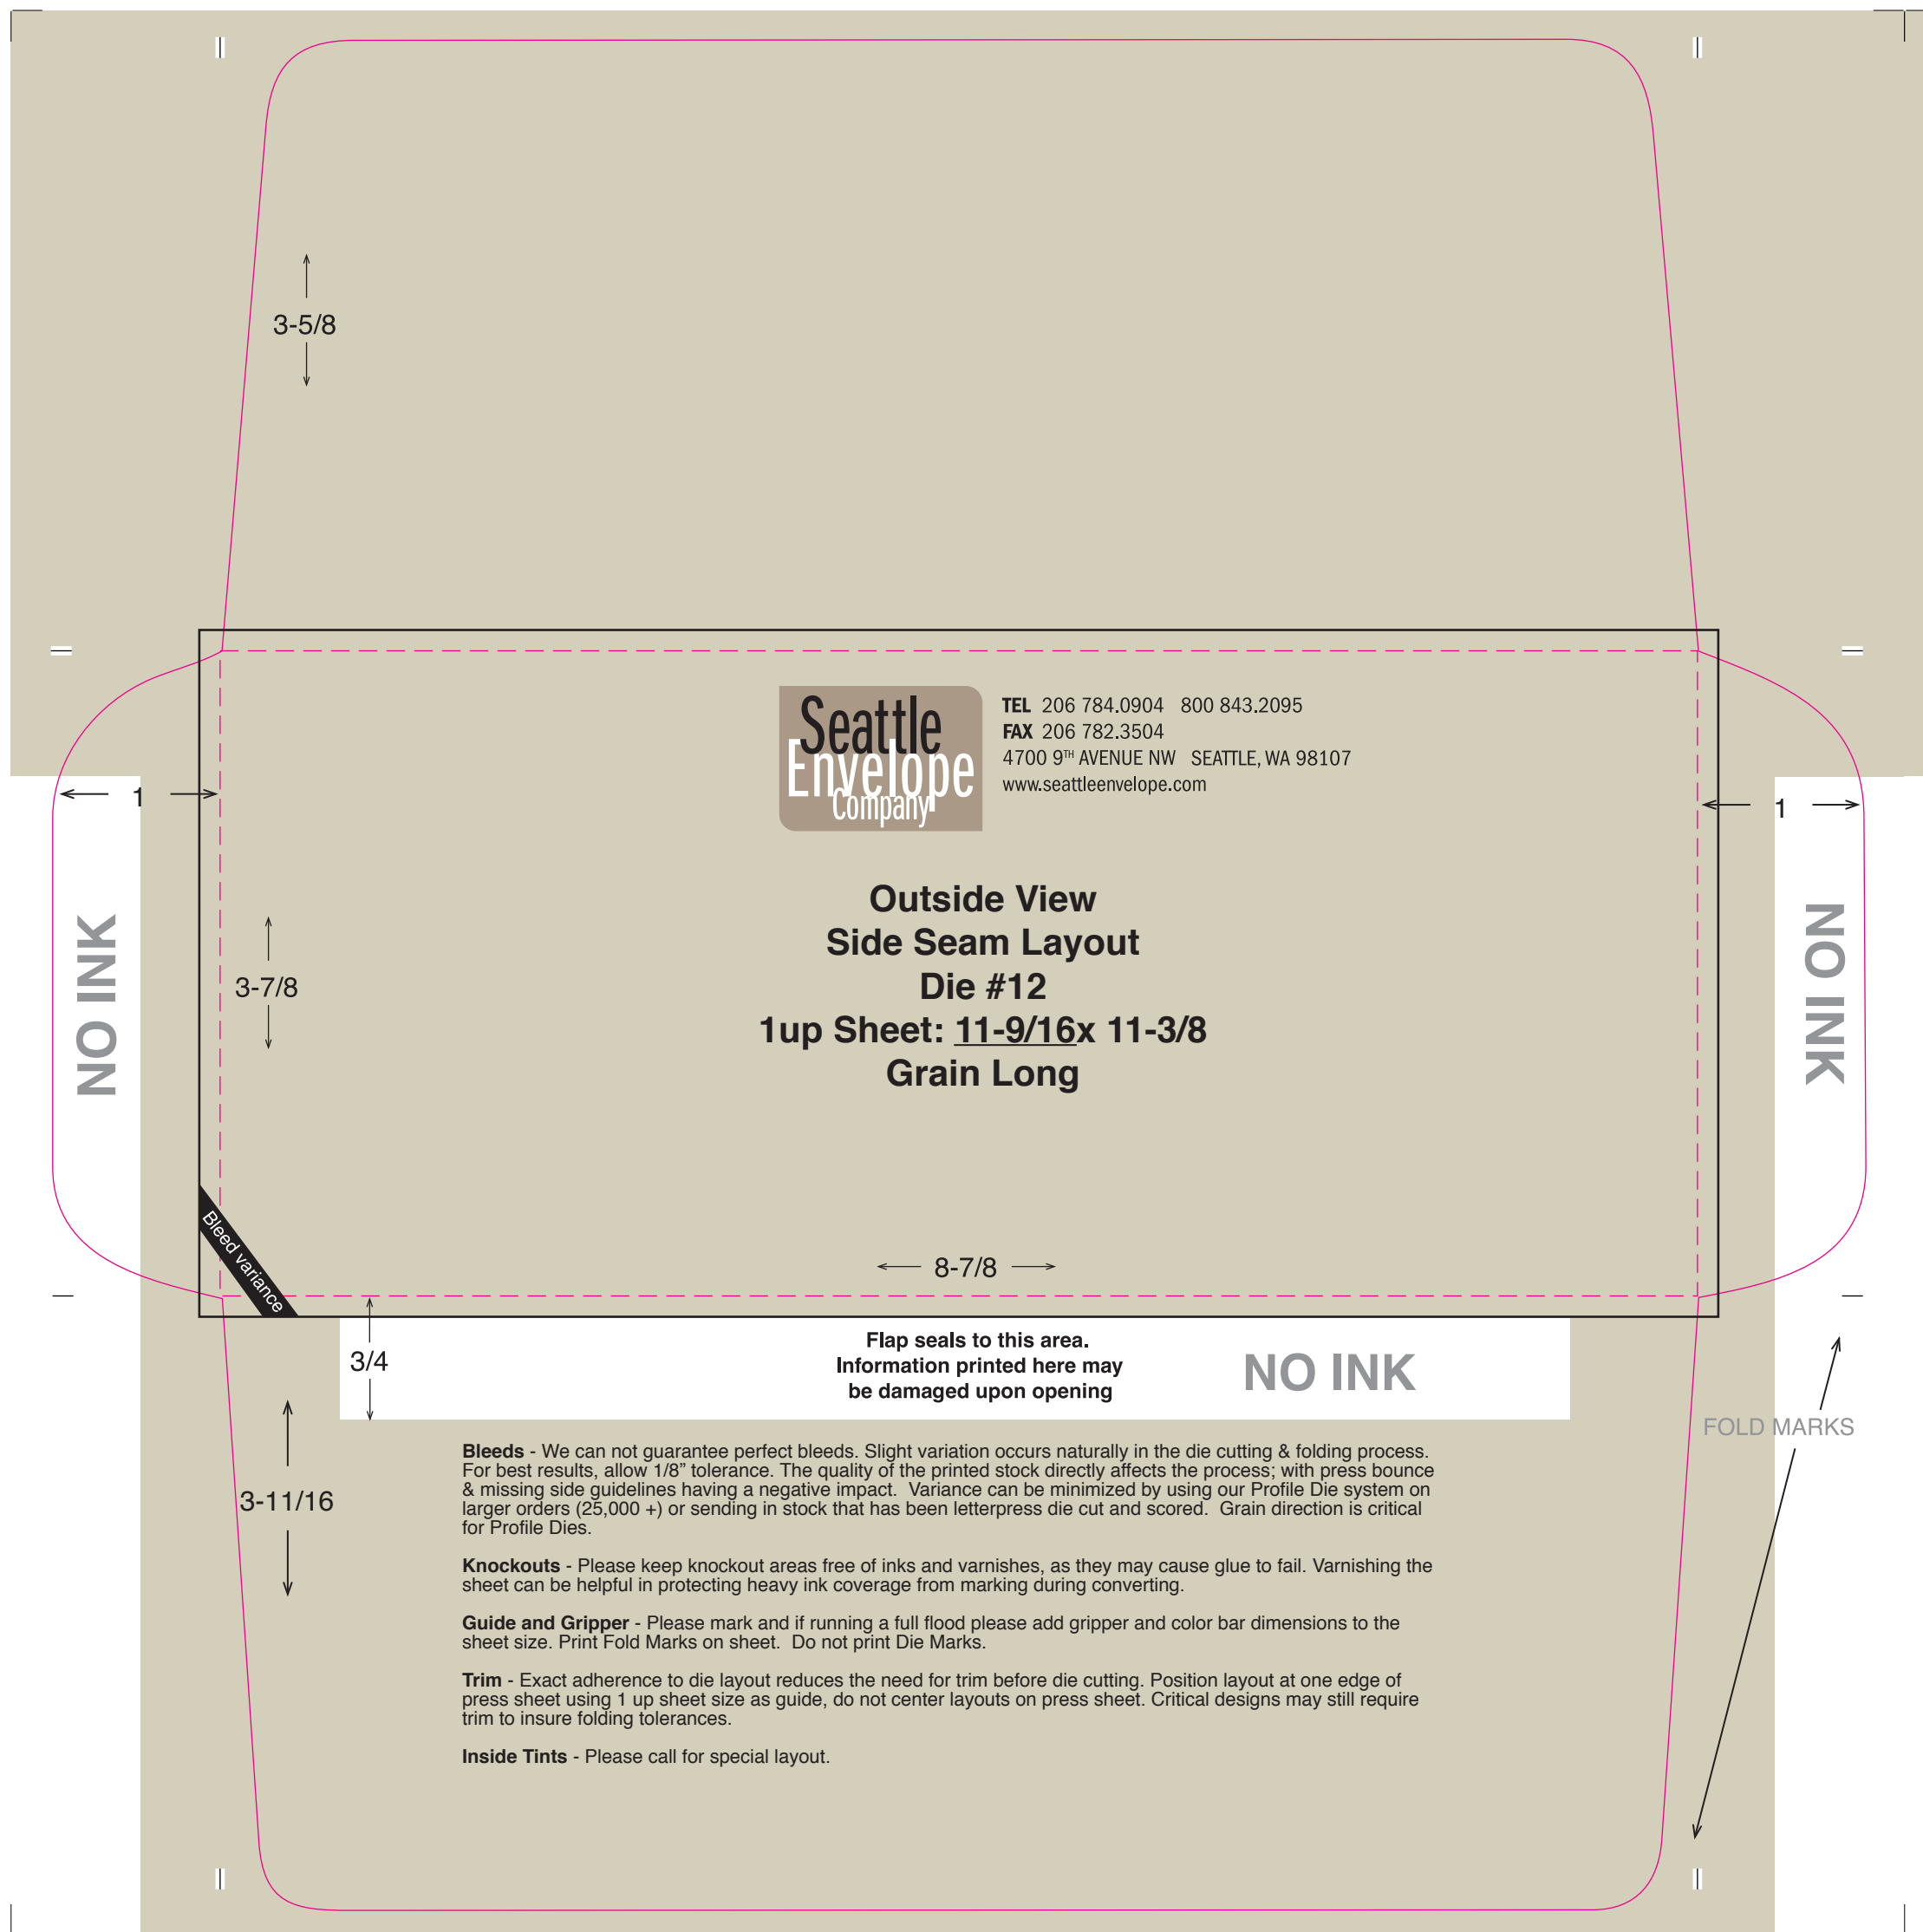 3-5/8
Seattle
Envelope
Company
TEL 206 784.0904 800 843.2095
FAX 206 782.3504
4700 9TH AVENUE NW SEATTLE, WA 98107
www.seattleenvelope.com
1
1
NO INK
NO INK
Outside View
Side Seam Layout
Die #12
1up Sheet: 11-9/16x 11-3/8
Grain Long
3-7/8
Bleed variance
8-7/8
3/4
Flap seals to this area.
Information printed here may
be damaged upon opening
NO INK
FOLD MARKS
3-11/16
Bleeds - We can not guarantee perfect bleeds. Slight variation occurs naturally in the die cutting & folding process.
For best results, allow 1/8” tolerance. The quality of the printed stock directly affects the process; with press bounce
& missing side guidelines having a negative impact. Variance can be minimized by using our Profile Die system on
larger orders (25,000 +) or sending in stock that has been letterpress die cut and scored. Grain direction is critical
for Profile Dies.
Knockouts - Please keep knockout areas free of inks and varnishes, as they may cause glue to fail. Varnishing the
sheet can be helpful in protecting heavy ink coverage from marking during converting.
Guide and Gripper - Please mark and if running a full flood please add gripper and color bar dimensions to the
sheet size. Print Fold Marks on sheet. Do not print Die Marks.
Trim - Exact adherence to die layout reduces the need for trim before die cutting. Position layout at one edge of
press sheet using 1 up sheet size as guide, do not center layouts on press sheet. Critical designs may still require
trim to insure folding tolerances.
Inside Tints - Please call for special layout.